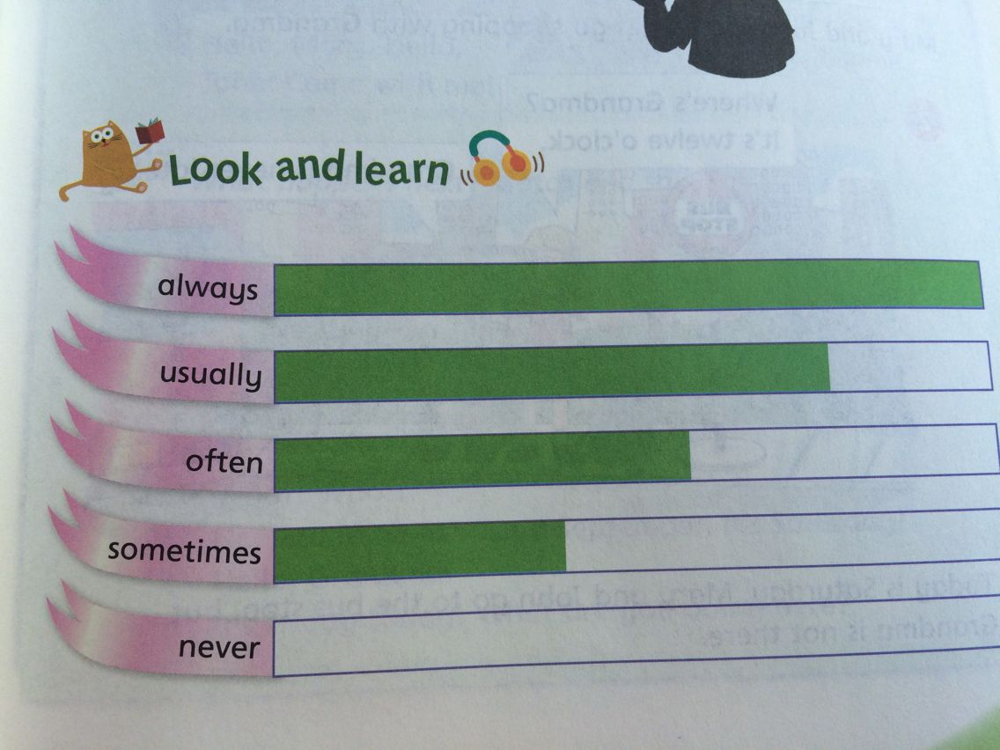 Look and learn
always
usually
often
sometimes
never